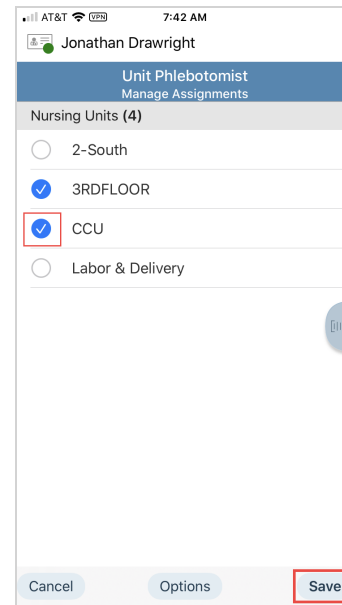 AT&T VPN 7:42 AM
Jonathan Drawright
Unit Phlebotomist
Manage Assignments
Nursing Units (4)
2-South
3RDFLOOR
CCU
Labor & Delivery
Cancel Options Save